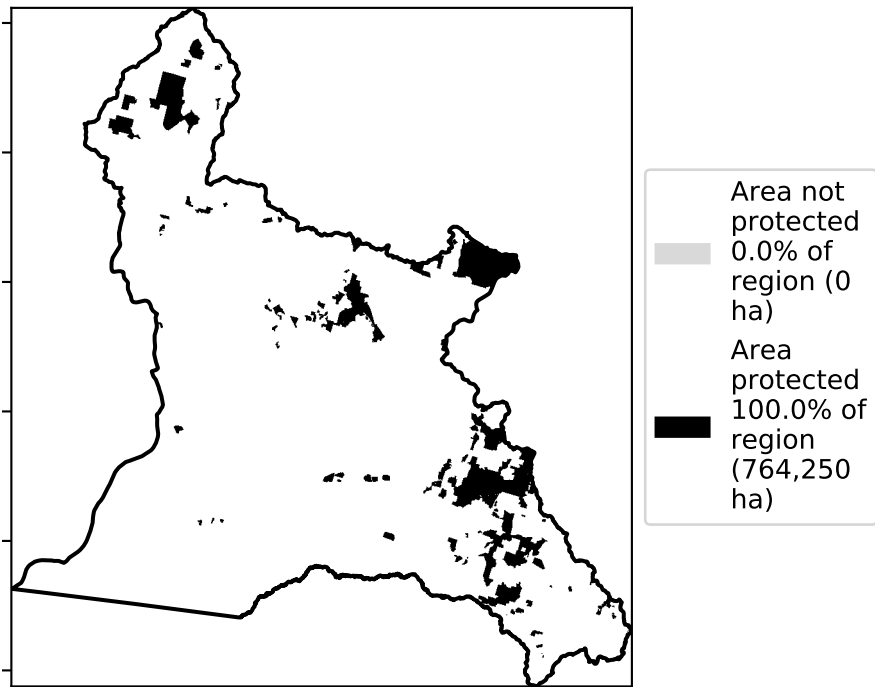 Area not
protected
0.0% of
region (0
ha)
Area
protected
100.0% of
region
(764,250
ha)